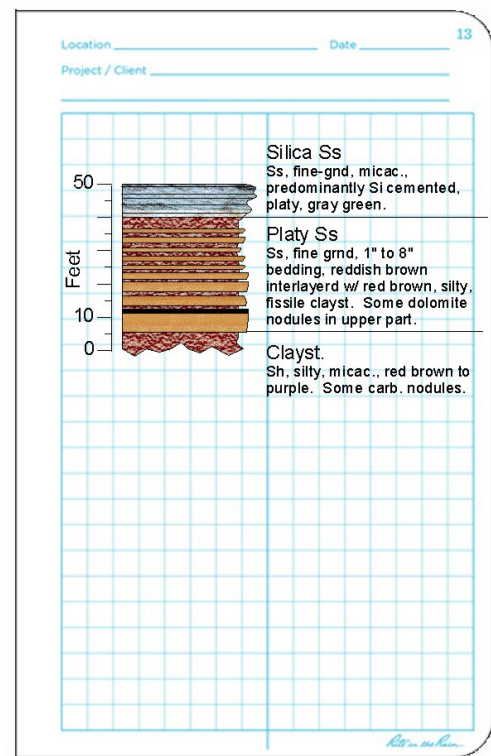 13
Location Date
Project / Client
Silica Ss
Ss, fine-gnd, micac.,
predominantly Si cemented,
platy, gray green.
50
Platy Ss
Ss, fine grnd, 1" to 8"
bedding, reddish brown
interlayerd w/ red brown, silty,
fissile clayst. Some dolomite
nodules in upper part.
Feet
10
0
Clayst.
Sh, silty, micac., red brown to
purple. Some carb. nodules.
Rite in the Rain